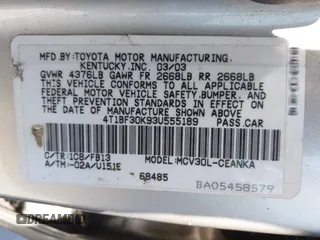 MFD.BY:TOYOTA MOTOR MANUFACTURING,
KENTUCKY,INC. 03/03
GVWR 4376LB GAWR FR 2668LB RR 2668LB
THIS VEHICLE CONFORMS TO ALL APPLICABLE
FEDERAL MOTOR VEHICLE SAFETY, BUMPER, AND
THEFT PREVENTION STANDARDS IN EFFECT ON
THE DATE OF MANUFACTURE SHOWN ABOVE.
4T1BF30K93U555189 PASS.CAR
C/TR:1C8/FB13 MODEL:MCV30L-CEANKA
A/TM:-02A/U151E
68485
BA05458579